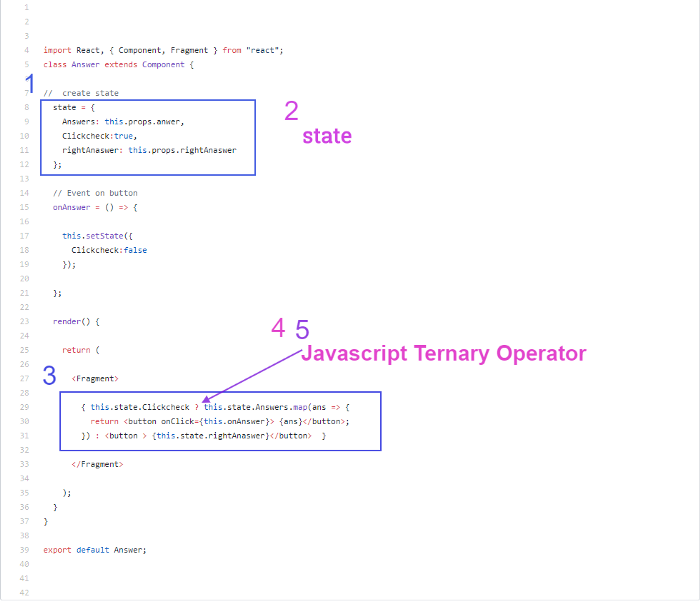 1
2
3
4 import React, { Component, Fragment } from "react";
5 class Answer extends Component {
6
1
7 // create state
8 state = {
2
9 Answers: this.props.anwer,
10 Clickcheck:true,
state
11 rightAnaswer: this.props.rightAnaswer
12 };
13
14 // Event on button
15 onAnswer = () => {
16
17 this.setState({
18 Clickcheck:false
19 });
20
21 };
22
23 render() {
4 5
24
25 return (
Javascript Ternary Operator
26
3
27 <Fragment>
28
29 { this.state.Clickcheck ? this.state.Answers.map(ans => {
30 return <button onClick={this.onAnswer}> {ans}</button>;
31 }) : <button > {this.state.rightAnaswer}</button> }
32
33 </Fragment>
34
35 );
36 }
37 }
38
39 export default Answer;
40
41
42